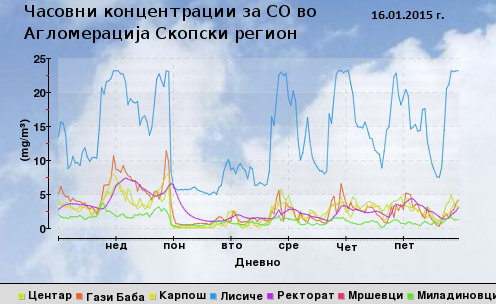 Часовни концентрации за CO во
Агломерација Скопски регион
16.01.2015 г.
(mg/m³)
25
20
15
10
5
0
нед пон вто сре Чет пет
Дневно
Центар Гази Баба Карпош Лисиче Ректорат Мршевци Миладиновци